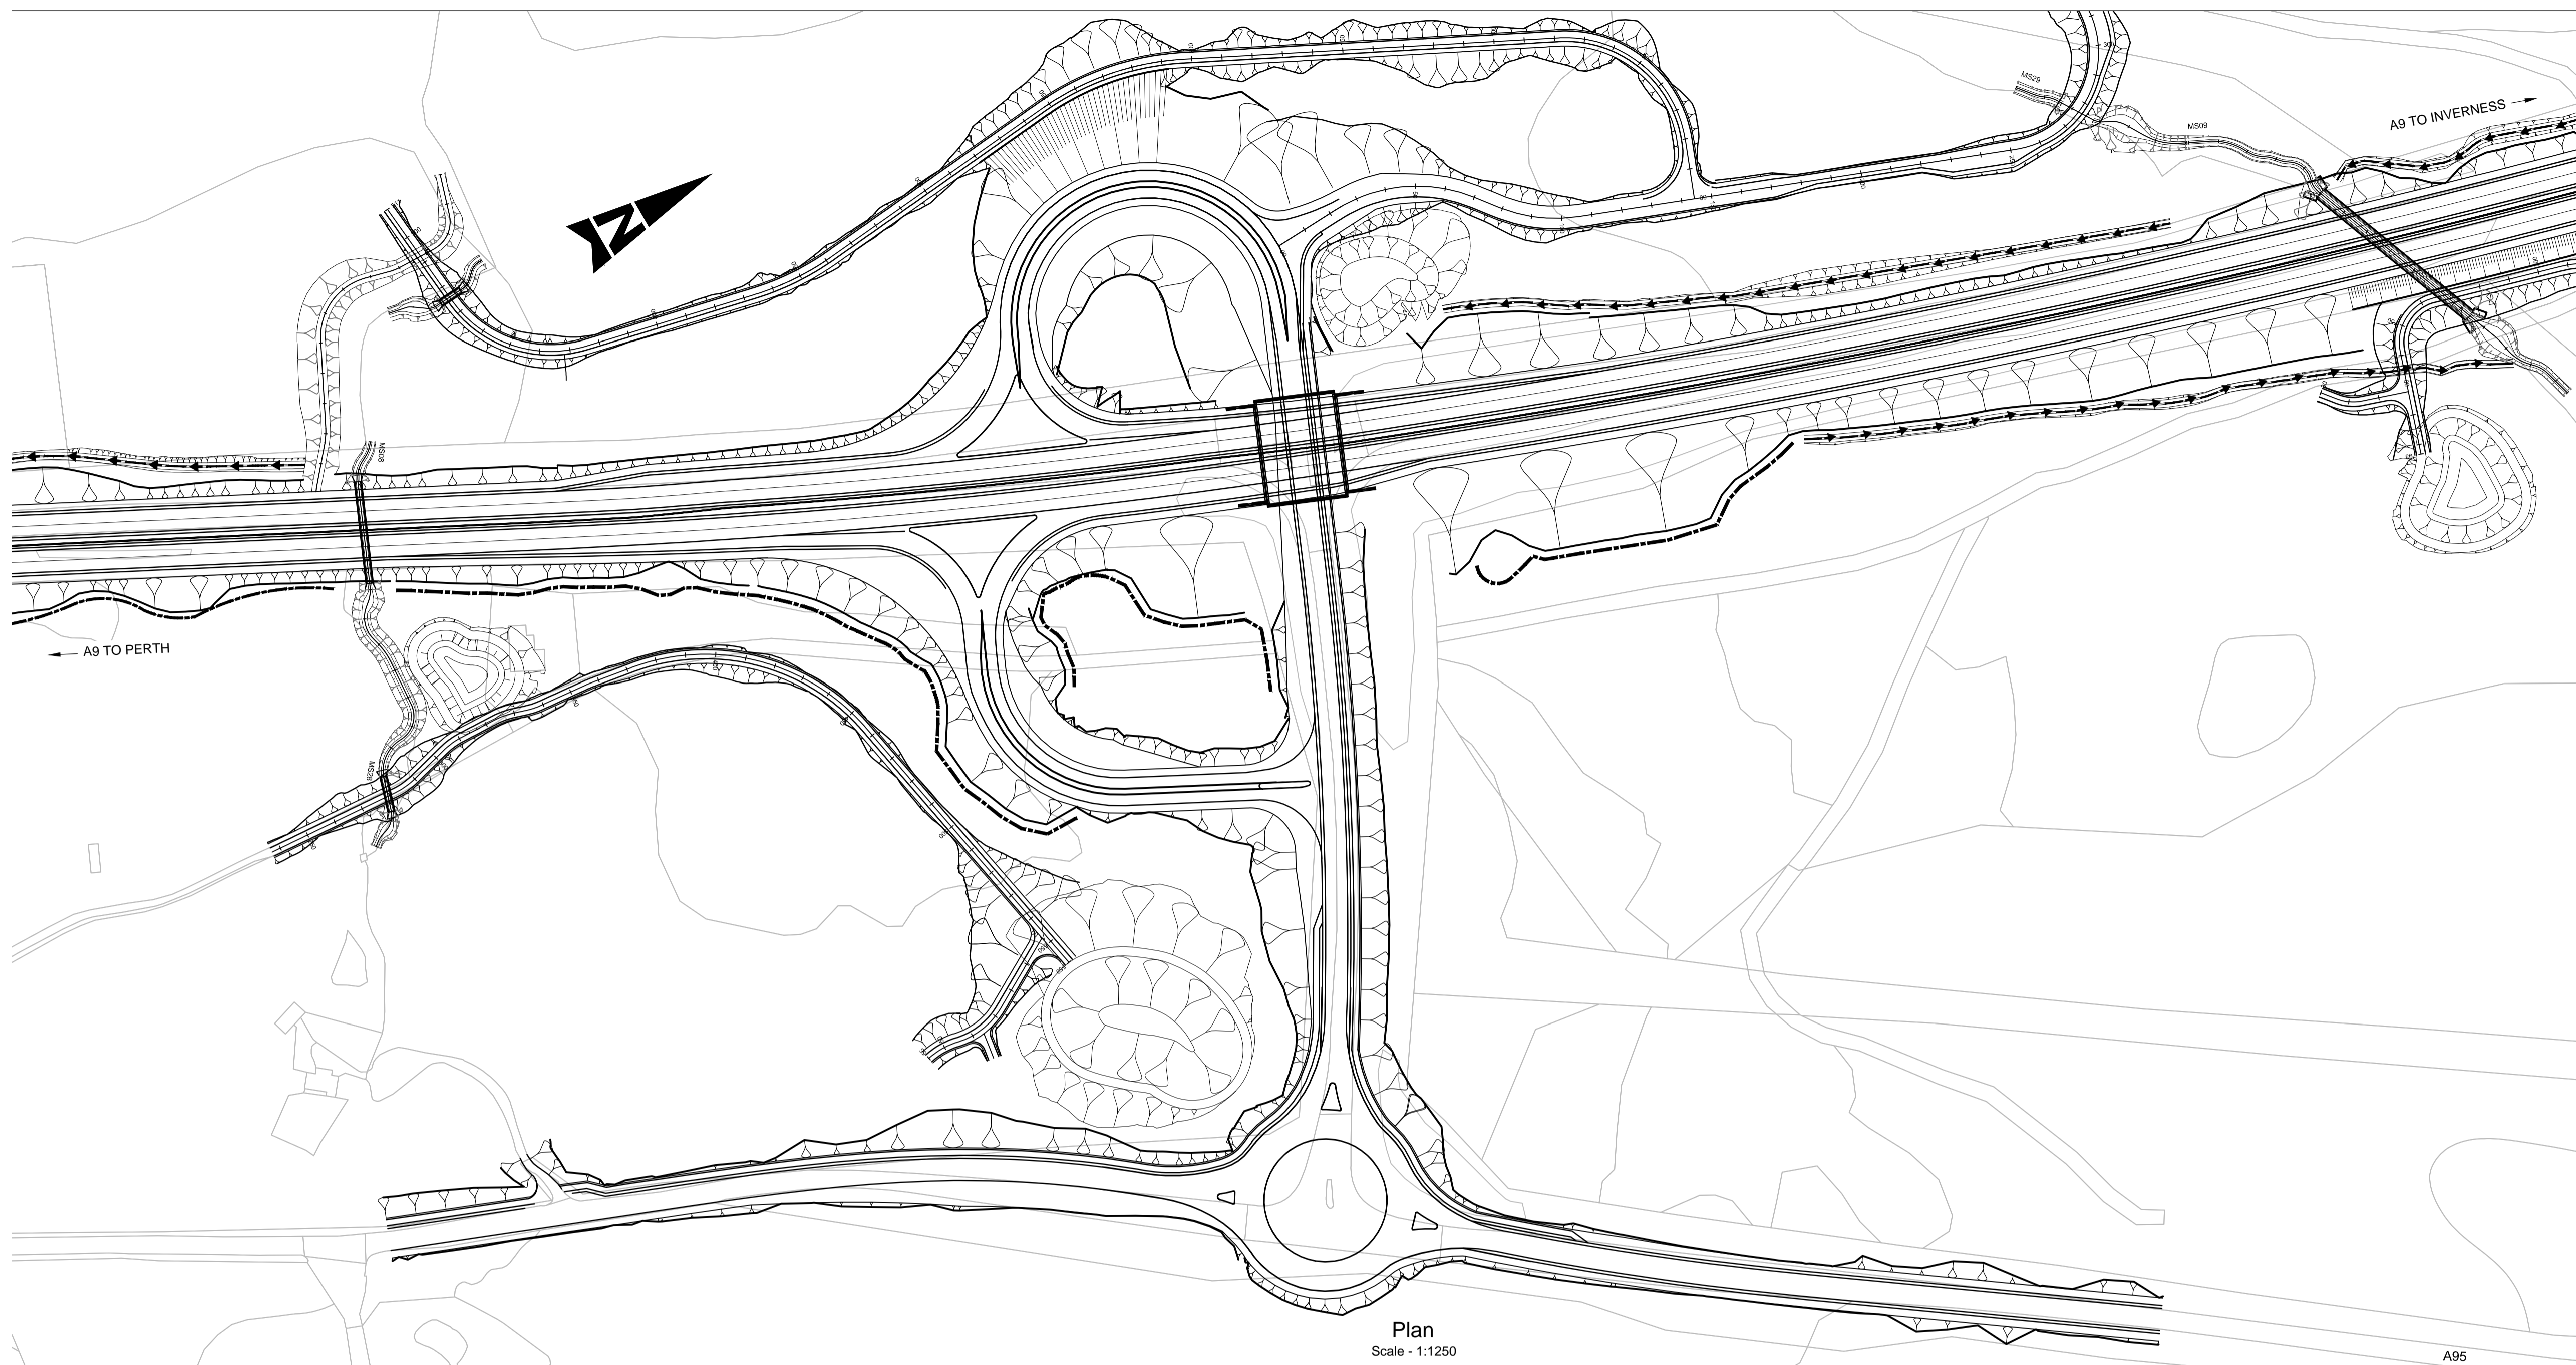 MS29
MS09
A9 TO INVERNESS
N
MS08
A9 TO PERTH
MS28
Plan
Scale - 1:1250
A95